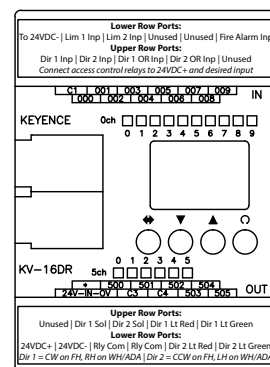 Lower Row Ports:
To 24VDC- | Lim 1 Inp | Lim 2 Inp | Unused | Unused | Fire Alarm Inp
Upper Row Ports:
Dir 1 Inp | Dir 2 Inp | Dir 1 OR Inp | Dir 2 OR Inp | Unused
Connect access control relays to 24VDC+ and desired input
C1 001 003 005 007 009 IN
000 002 004 006 008
KEYENCE 0ch
0 1 2 3 4 5 6 7 8 9
0 1 2 3 4 5
KV-16DR 5ch
• 500 501 502 504 OUT
24V-IN-0V C3 C4 503 505
Upper Row Ports:
Unused | Dir 1 Sol | Dir 2 Sol | Dir 1 Lt Red | Dir 1 Lt Green
Lower Row Ports:
24VDC+ | 24VDC- | Rly Com | Rly Com | Dir 2 Lt Red | Dir 2 Lt Green
Dir 1 = CW on FH, RH on WH/ADA | Dir 2 = CCW on FH, LH on WH/ADA